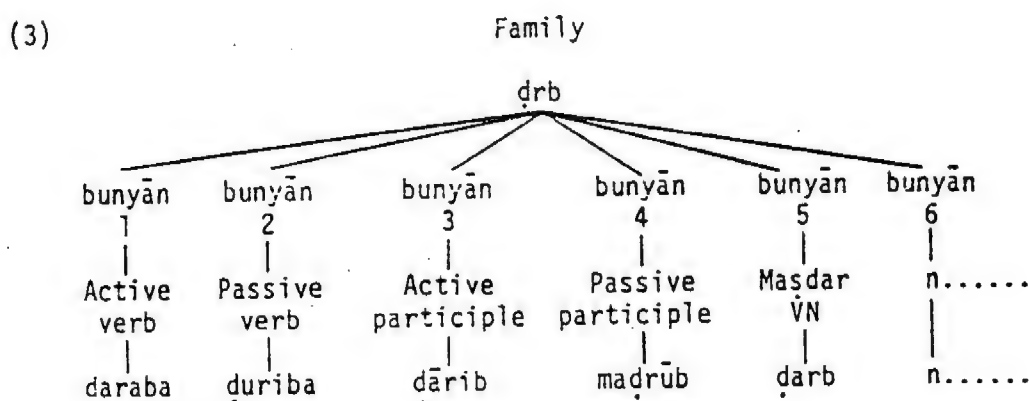 (3) Family
ḍrb
bunyān bunyān bunyān bunyān bunyān bunyān
1 2 3 4 5 6
Active Passive Active Passive Maṣdar n......
verb verb participle participle VN
ḍaraba ḍuriba ḍārib maḍrūb ḍarb n......